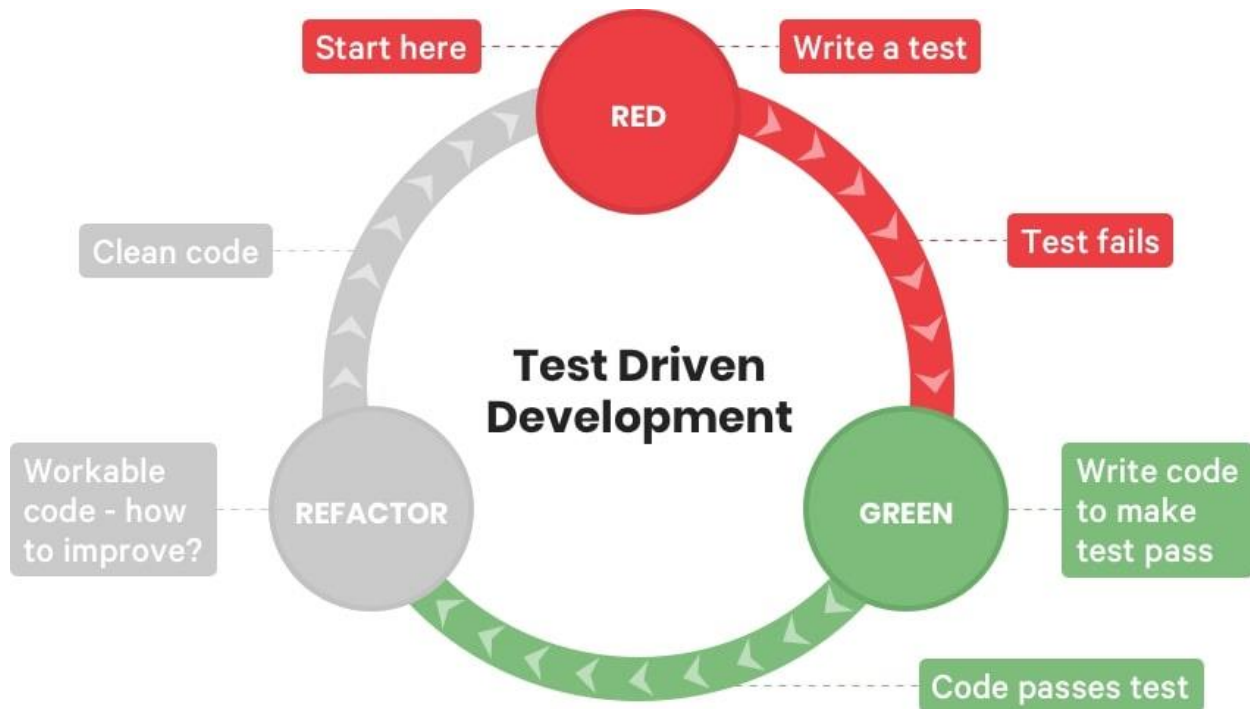 Start here
Write a test
RED
Test fails
Clean code
Test Driven
Development
Workable
code - how
to improve?
REFACTOR
GREEN
Write code
to make
test pass
Code passes test